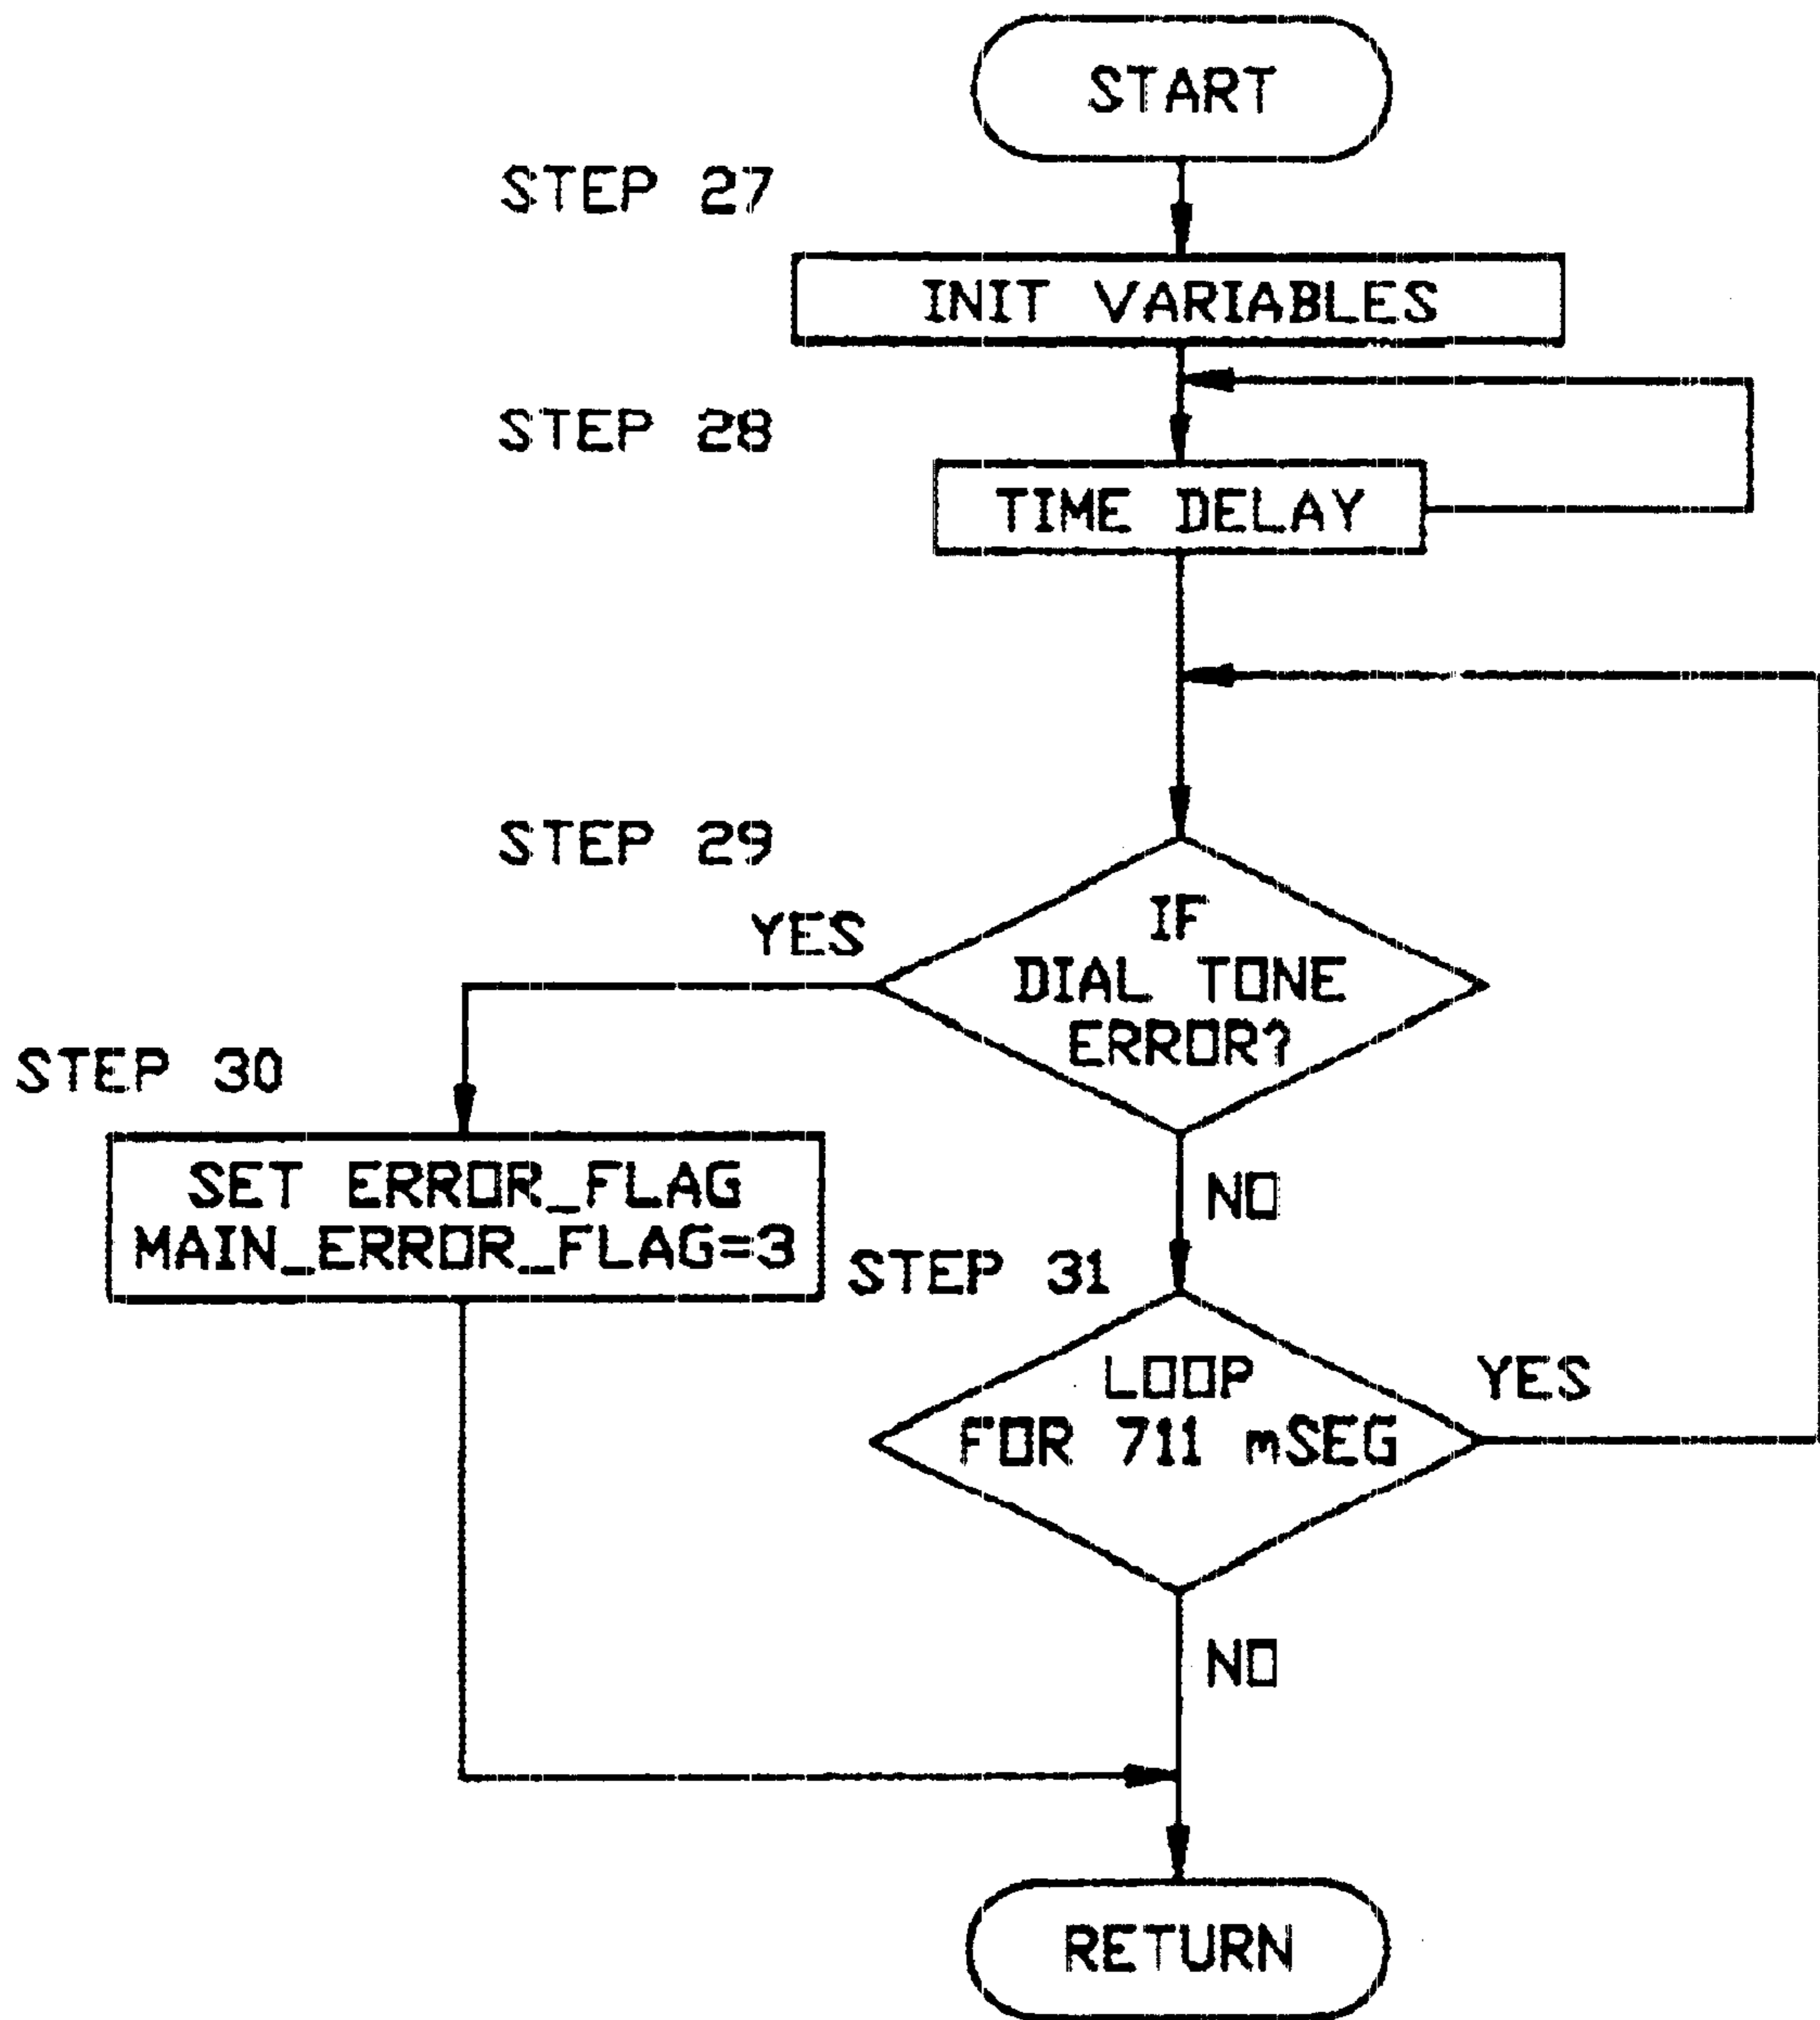 START
STEP 27
INIT VARIABLES
STEP 28
TIME DELAY
STEP 29
YES
IF
DIAL TONE
ERROR?
STEP 30
SET ERROR_FLAG
MAIN_ERROR_FLAG=3
NO
STEP 31
LOOP
FOR 711 mSEG
YES
NO
RETURN